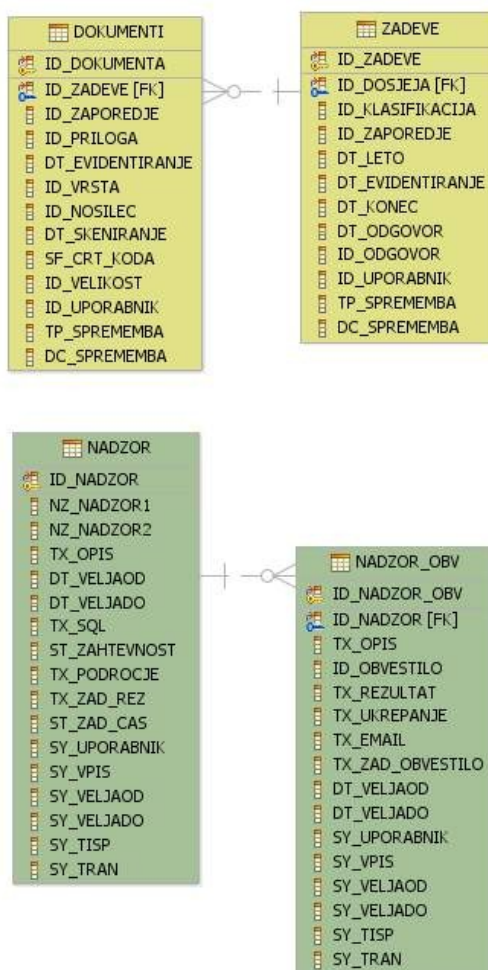 DOKUMENTI
ID_DOKUMENTA
ID_ZADEVE [FK]
ID_ZAPOREDJE
ID_PRILOGA
DT_EVIDENTIRANJE
ID_VRSTA
ID_NOSILEC
DT_SKENIRANJE
SF_CRT_KODA
ID_VELIKOST
ID_UPORABNIK
TP_SPREMEMBA
DC_SPREMEMBA
ZADEVE
ID_ZADEVE
ID_DOSJEJA [FK]
ID_KLASIFIKACIJA
ID_ZAPOREDJE
DT_LETO
DT_EVIDENTIRANJE
DT_KONEC
DT_ODGOVOR
ID_ODGOVOR
ID_UPORABNIK
TP_SPREMEMBA
DC_SPREMEMBA
NADZOR
ID_NADZOR
NZ_NADZOR1
NZ_NADZOR2
TX_OPIS
DT_VELJAOD
DT_VELJADO
TX_SQL
ST_ZAHTEVNOST
TX_PODROCJE
TX_ZAD_REZ
ST_ZAD_CAS
SY_UPORABNIK
SY_VPIS
SY_VELJAOD
SY_VELJADO
SY_TISP
SY_TRAN
NADZOR_OBV
ID_NADZOR_OBV
ID_NADZOR [FK]
TX_OPIS
ID_OBVESTILO
TX_REZULTAT
TX_UKREPANJE
TX_EMAIL
TX_ZAD_OBVESTILO
DT_VELJAOD
DT_VELJADO
SY_UPORABNIK
SY_VPIS
SY_VELJAOD
SY_VELJADO
SY_TISP
SY_TRAN